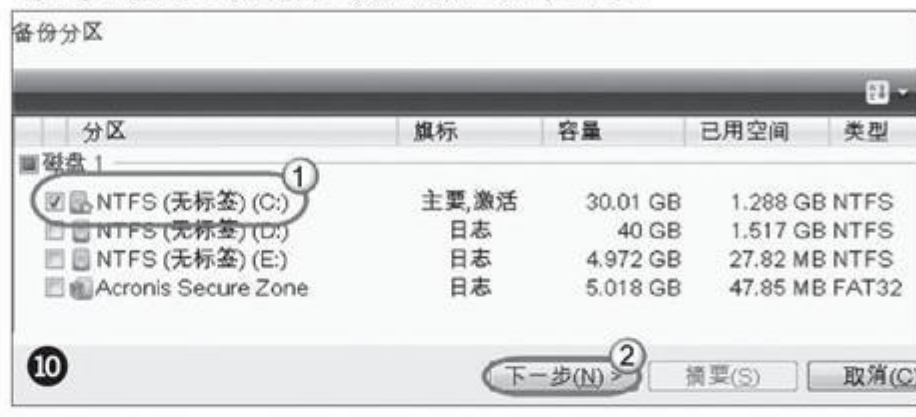 备份分区
分区 旗标 容量 已用空间 类型
磁盘 1
①
NTFS (无标签) (C:) 主要,激活 30.01 GB 1.288 GB NTFS
NTFS (无标签) (D:) 日志 40 GB 1.517 GB NTFS
NTFS (无标签) (E:) 日志 4.972 GB 27.82 MB NTFS
Acronis Secure Zone 日志 5.018 GB 47.85 MB FAT32
②
10 下一步(N) > 摘要(S) 取消(C